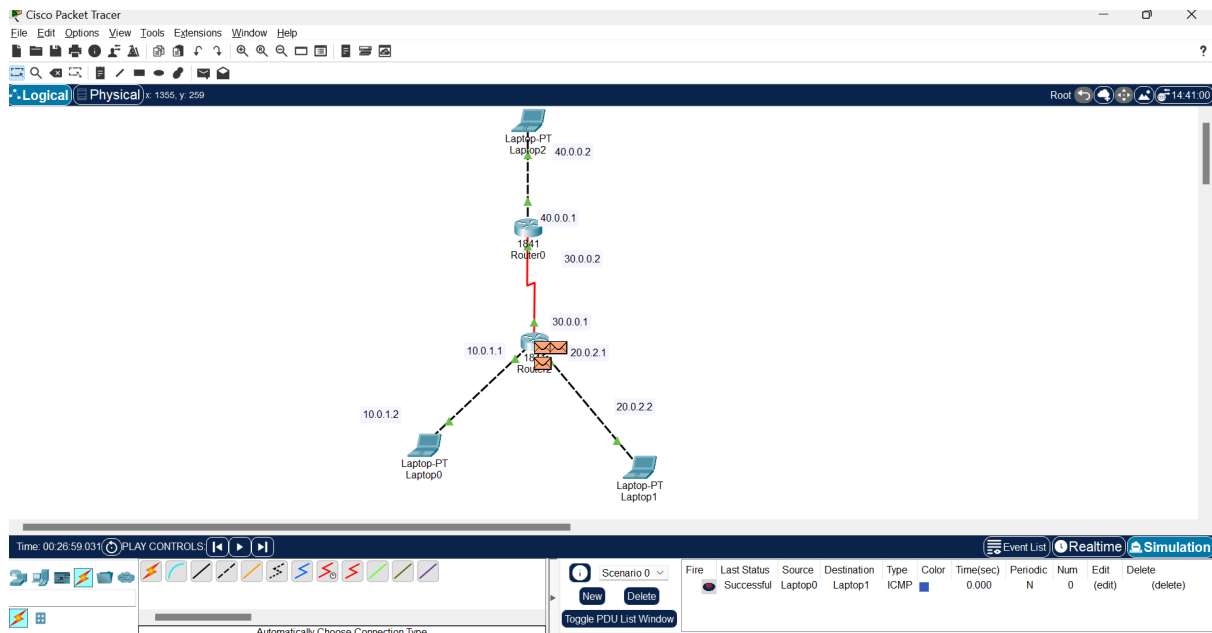 Cisco Packet Tracer
File Edit Options View Tools Extensions Window Help
?
Logical Physical x: 1355, y: 259 Root 14:41:00
Laptop-PT
Laptop2 40.0.0.2
40.0.0.1
1841
Router0
30.0.0.2
30.0.0.1
10.0.1.1
20.0.2.1
Router2
10.0.1.2
20.0.2.2
Laptop-PT
Laptop0
Laptop-PT
Laptop1
Time: 00:26:59.031 PLAY CONTROLS: Event List Realtime Simulation
Scenario 0
New Delete
Toggle PDU List Window
Fire Last Status Source Destination Type Color Time(sec) Periodic Num Edit Delete
Successful Laptop0 Laptop1 ICMP 0.000 N 0 (edit) (delete)
Automatically Choose Connection Type